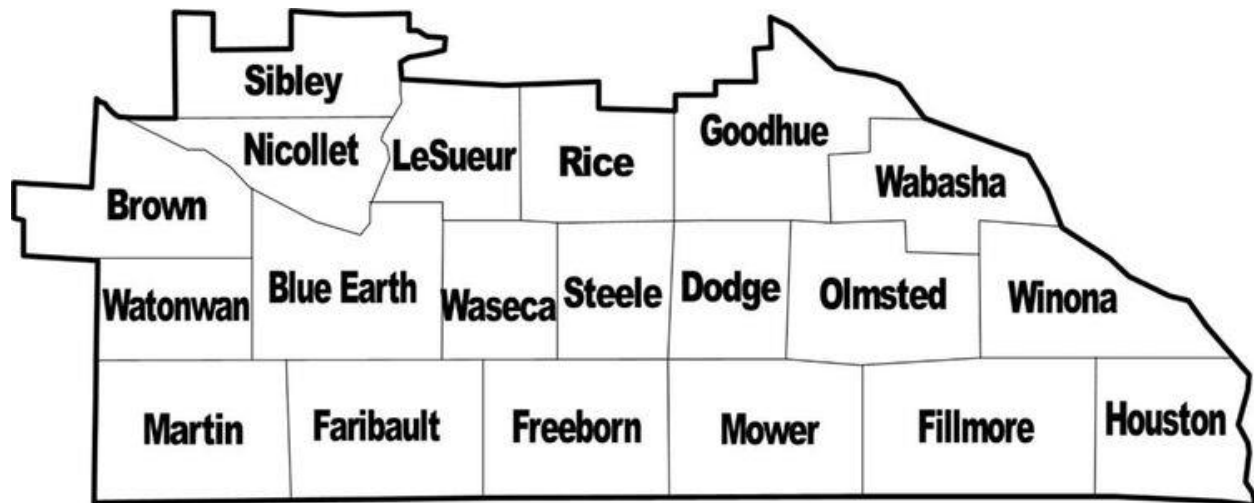 Sibley
Nicollet
LeSueur
Rice
Goodhue
Wabasha
Brown
Watonwan
Blue Earth
Waseca
Steele
Dodge
Olmsted
Winona
Martin
Faribault
Freeborn
Mower
Fillmore
Houston